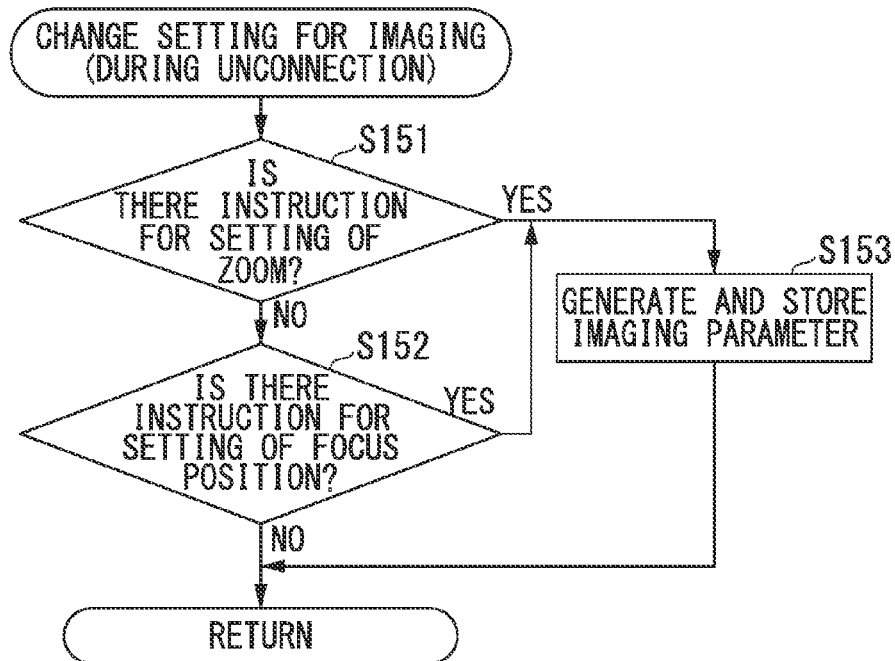 CHANGE SETTING FOR IMAGING
(DURING UNCONNECTION)
S151
IS
THERE INSTRUCTION
FOR SETTING OF
ZOOM?
YES
NO
S153
GENERATE AND STORE
IMAGING PARAMETER
S152
IS THERE
INSTRUCTION FOR
SETTING OF FOCUS
POSITION?
YES
NO
RETURN